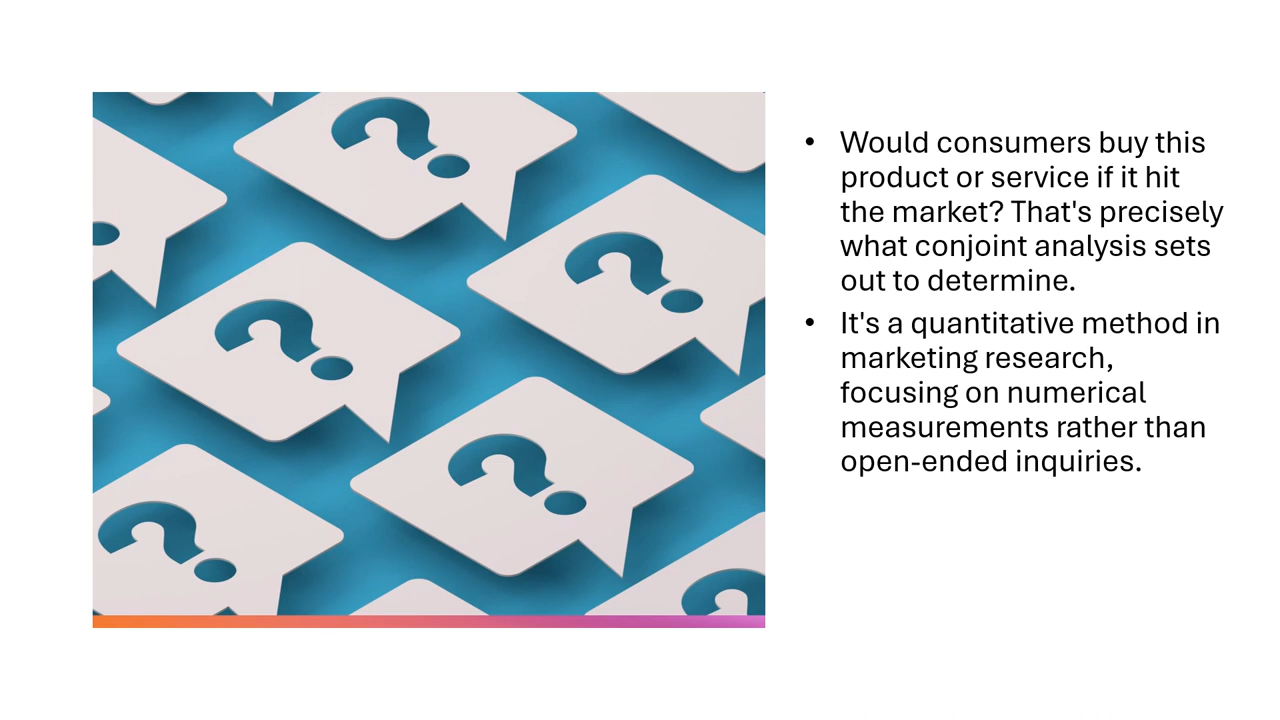 ?
?
?
?
?
?
• Would consumers buy this
product or service if it hit
the market? That's precisely
what conjoint analysis sets
out to determine.
• It's a quantitative method in
marketing research,
focusing on numerical
measurements rather than
open-ended inquiries.